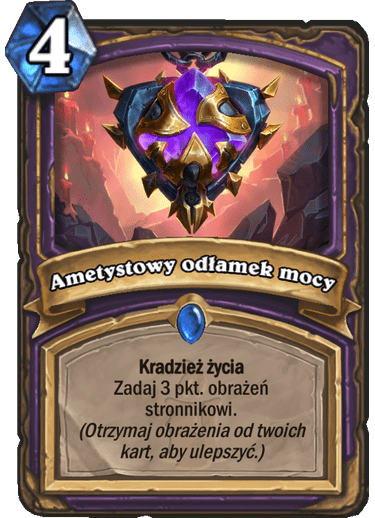 4
Ametystowy odłamek mocy
Kradzież życia
Zadaj 3 pkt. obrażeń
stronnikowi.
(Otrzymaj obrażenia od twoich
kart, aby ulepszyć.)